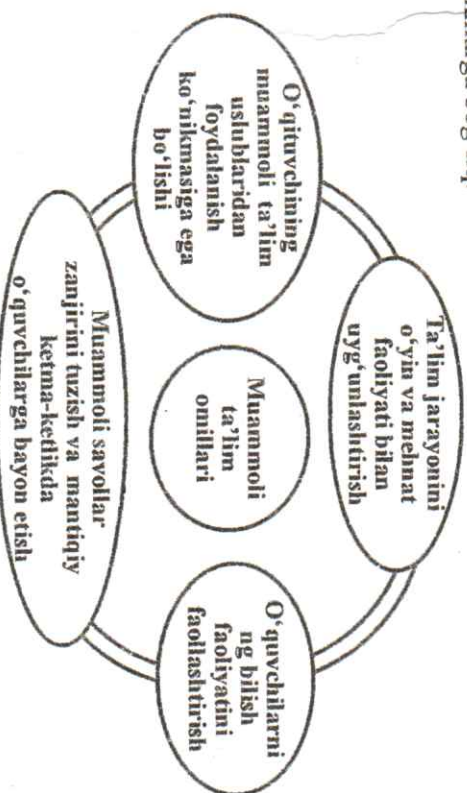 Ta’lim jarayonini
o‘yin va mehnat
faoliyati bilan
uyg‘unlashtirish
O‘qituvchining
muammoli ta’lim
uslublaridan
foydalanish
ko‘nikmasiga ega
bo‘lishi
Muammoli
ta’lim
omillari
O‘quvchilarni
ng bilish
faoliyatini
faollashtirish
Muammoli savollar
zanjirini tuzish va mantiqiy
ketma-ketlikda
o‘quvchilarga bayon etish